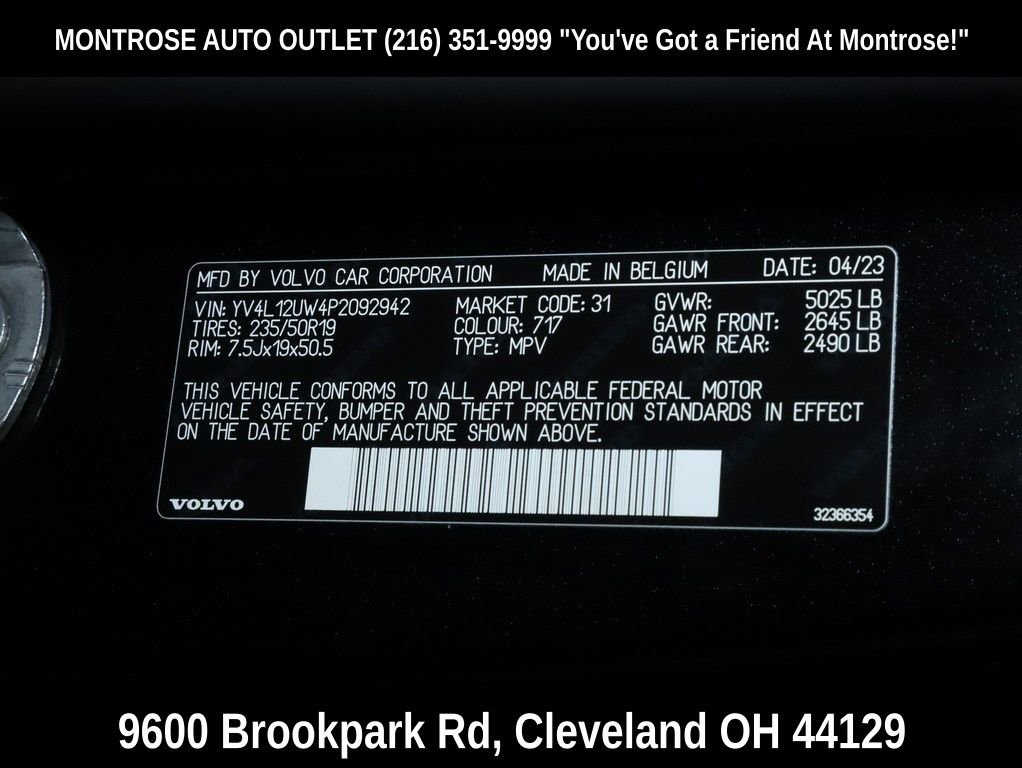 MONTROSE AUTO OUTLET (216) 351-9999 "You've Got a Friend At Montrose!"
MFD BY VOLVO CAR CORPORATION MADE IN BELGIUM DATE: 04/23
VIN: YV4L12UW4P2092942 MARKET CODE: 31 GVWR: 5025 LB
TIRES: 235/50R19 COLOUR: 717 GAWR FRONT: 2645 LB
RIM: 7.5Jx19x50.5 TYPE: MPV GAWR REAR: 2490 LB
THIS VEHICLE CONFORMS TO ALL APPLICABLE FEDERAL MOTOR
VEHICLE SAFETY, BUMPER AND THEFT PREVENTION STANDARDS IN EFFECT
ON THE DATE OF MANUFACTURE SHOWN ABOVE.
VOLVO 32366354
9600 Brookpark Rd, Cleveland OH 44129